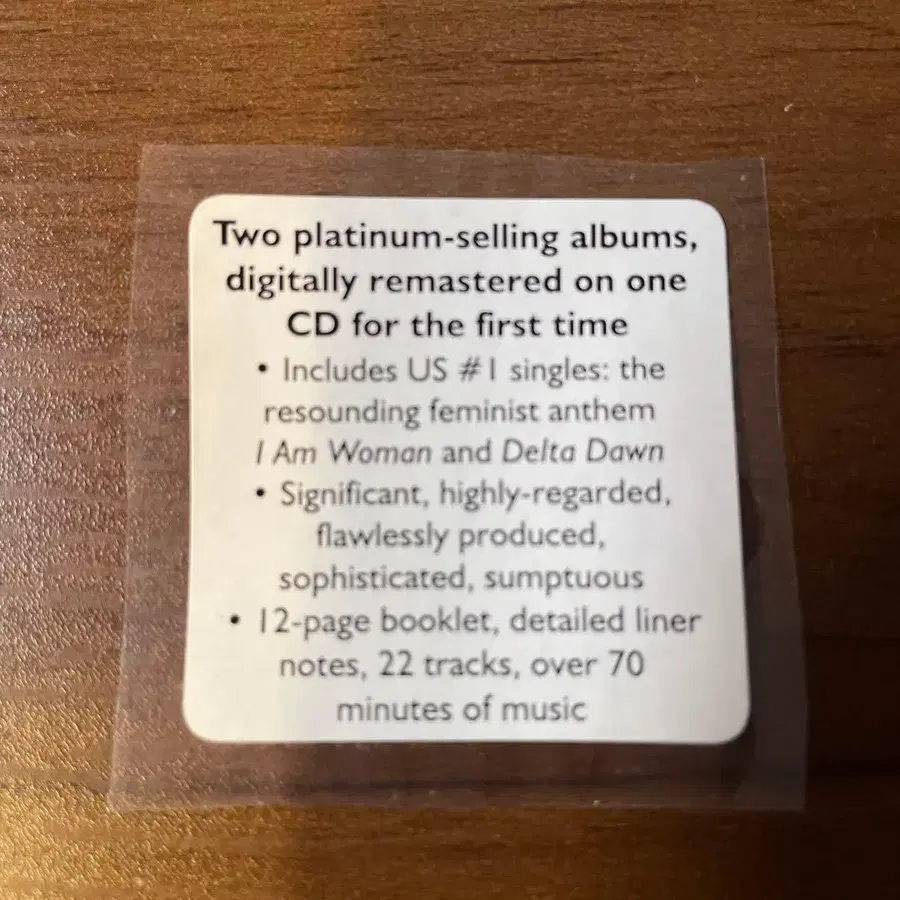 Two platinum-selling albums,
digitally remastered on one
CD for the first time
• Includes US #1 singles: the
resounding feminist anthem
I Am Woman and Delta Dawn
• Significant, highly-regarded,
flawlessly produced,
sophisticated, sumptuous
• 12-page booklet, detailed liner
notes, 22 tracks, over 70
minutes of music